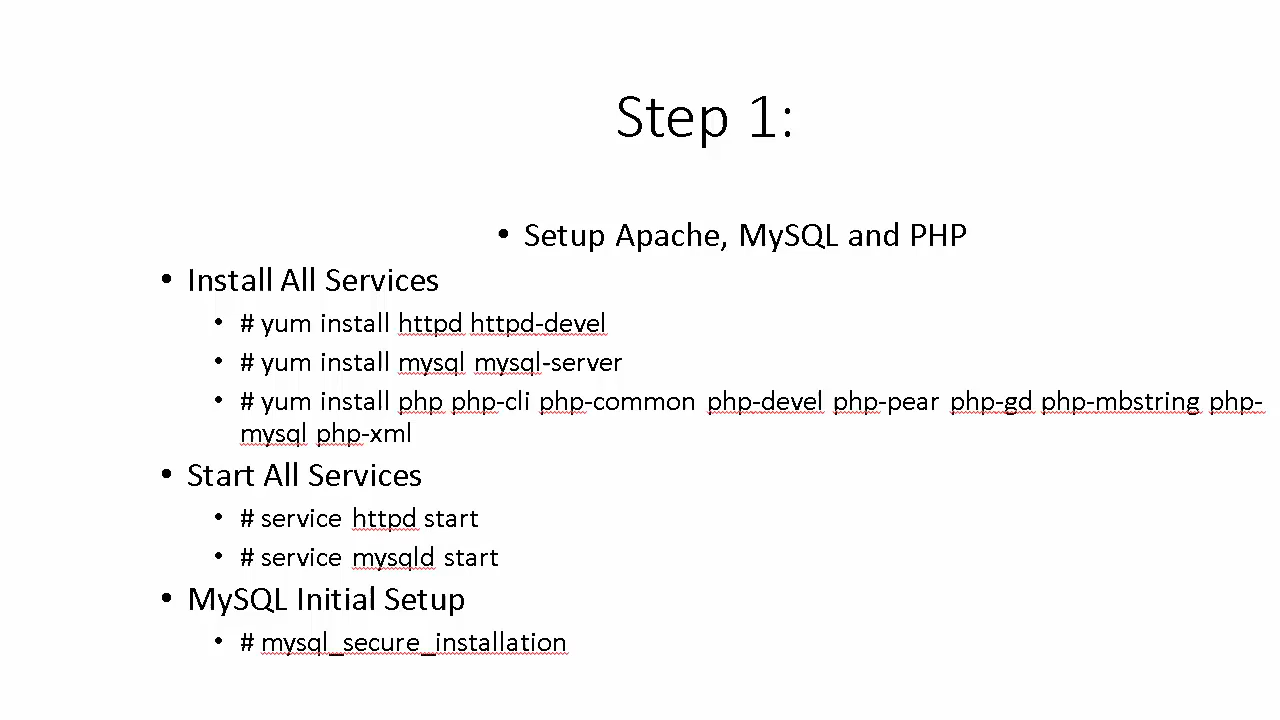 Step 1:
• Setup Apache, MySQL and PHP
• Install All Services
• # yum install httpd httpd-devel
• # yum install mysql mysql-server
• # yum install php php-cli php-common php-devel php-pear php-gd php-mbstring php-
mysql php-xml
• Start All Services
• # service httpd start
• # service mysqld start
• MySQL Initial Setup
• # mysql_secure_installation